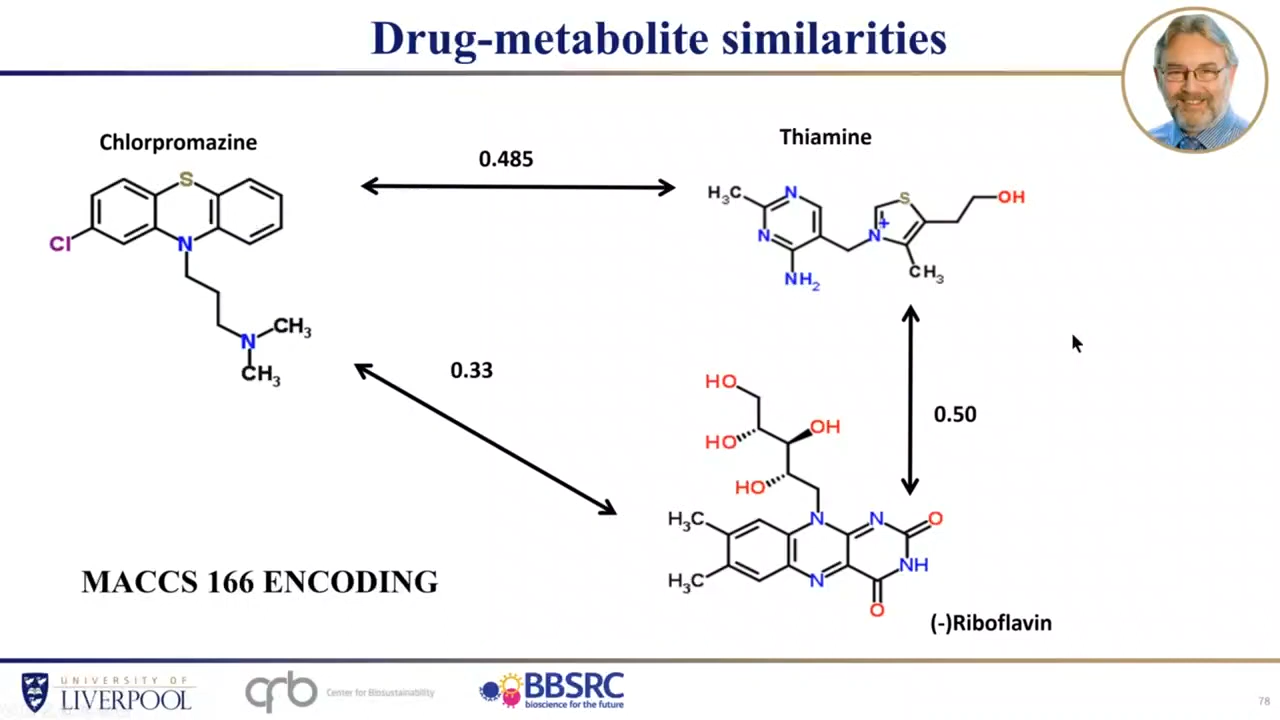 Drug-metabolite similarities
Chlorpromazine
Thiamine
0.485
S
Cl
N
N
CH₃
CH₃
H₃C
N
N
NH₂
N
+
S
OH
CH₃
0.33
0.50
HO
HO
OH
HO
H₃C
H₃C
N
N
N
O
NH
O
(-)Riboflavin
MACCS 166 ENCODING
UNIVERSITY OF
LIVERPOOL
qrb
Center for Biosustainability
BBSRC
bioscience for the future
78